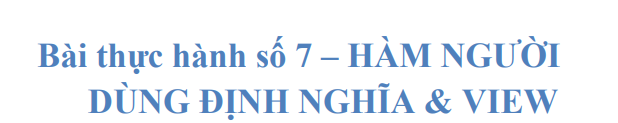 Bài thực hành số 7 – HÀM NGƯỜI
DÙNG ĐỊNH NGHĨA & VIEW